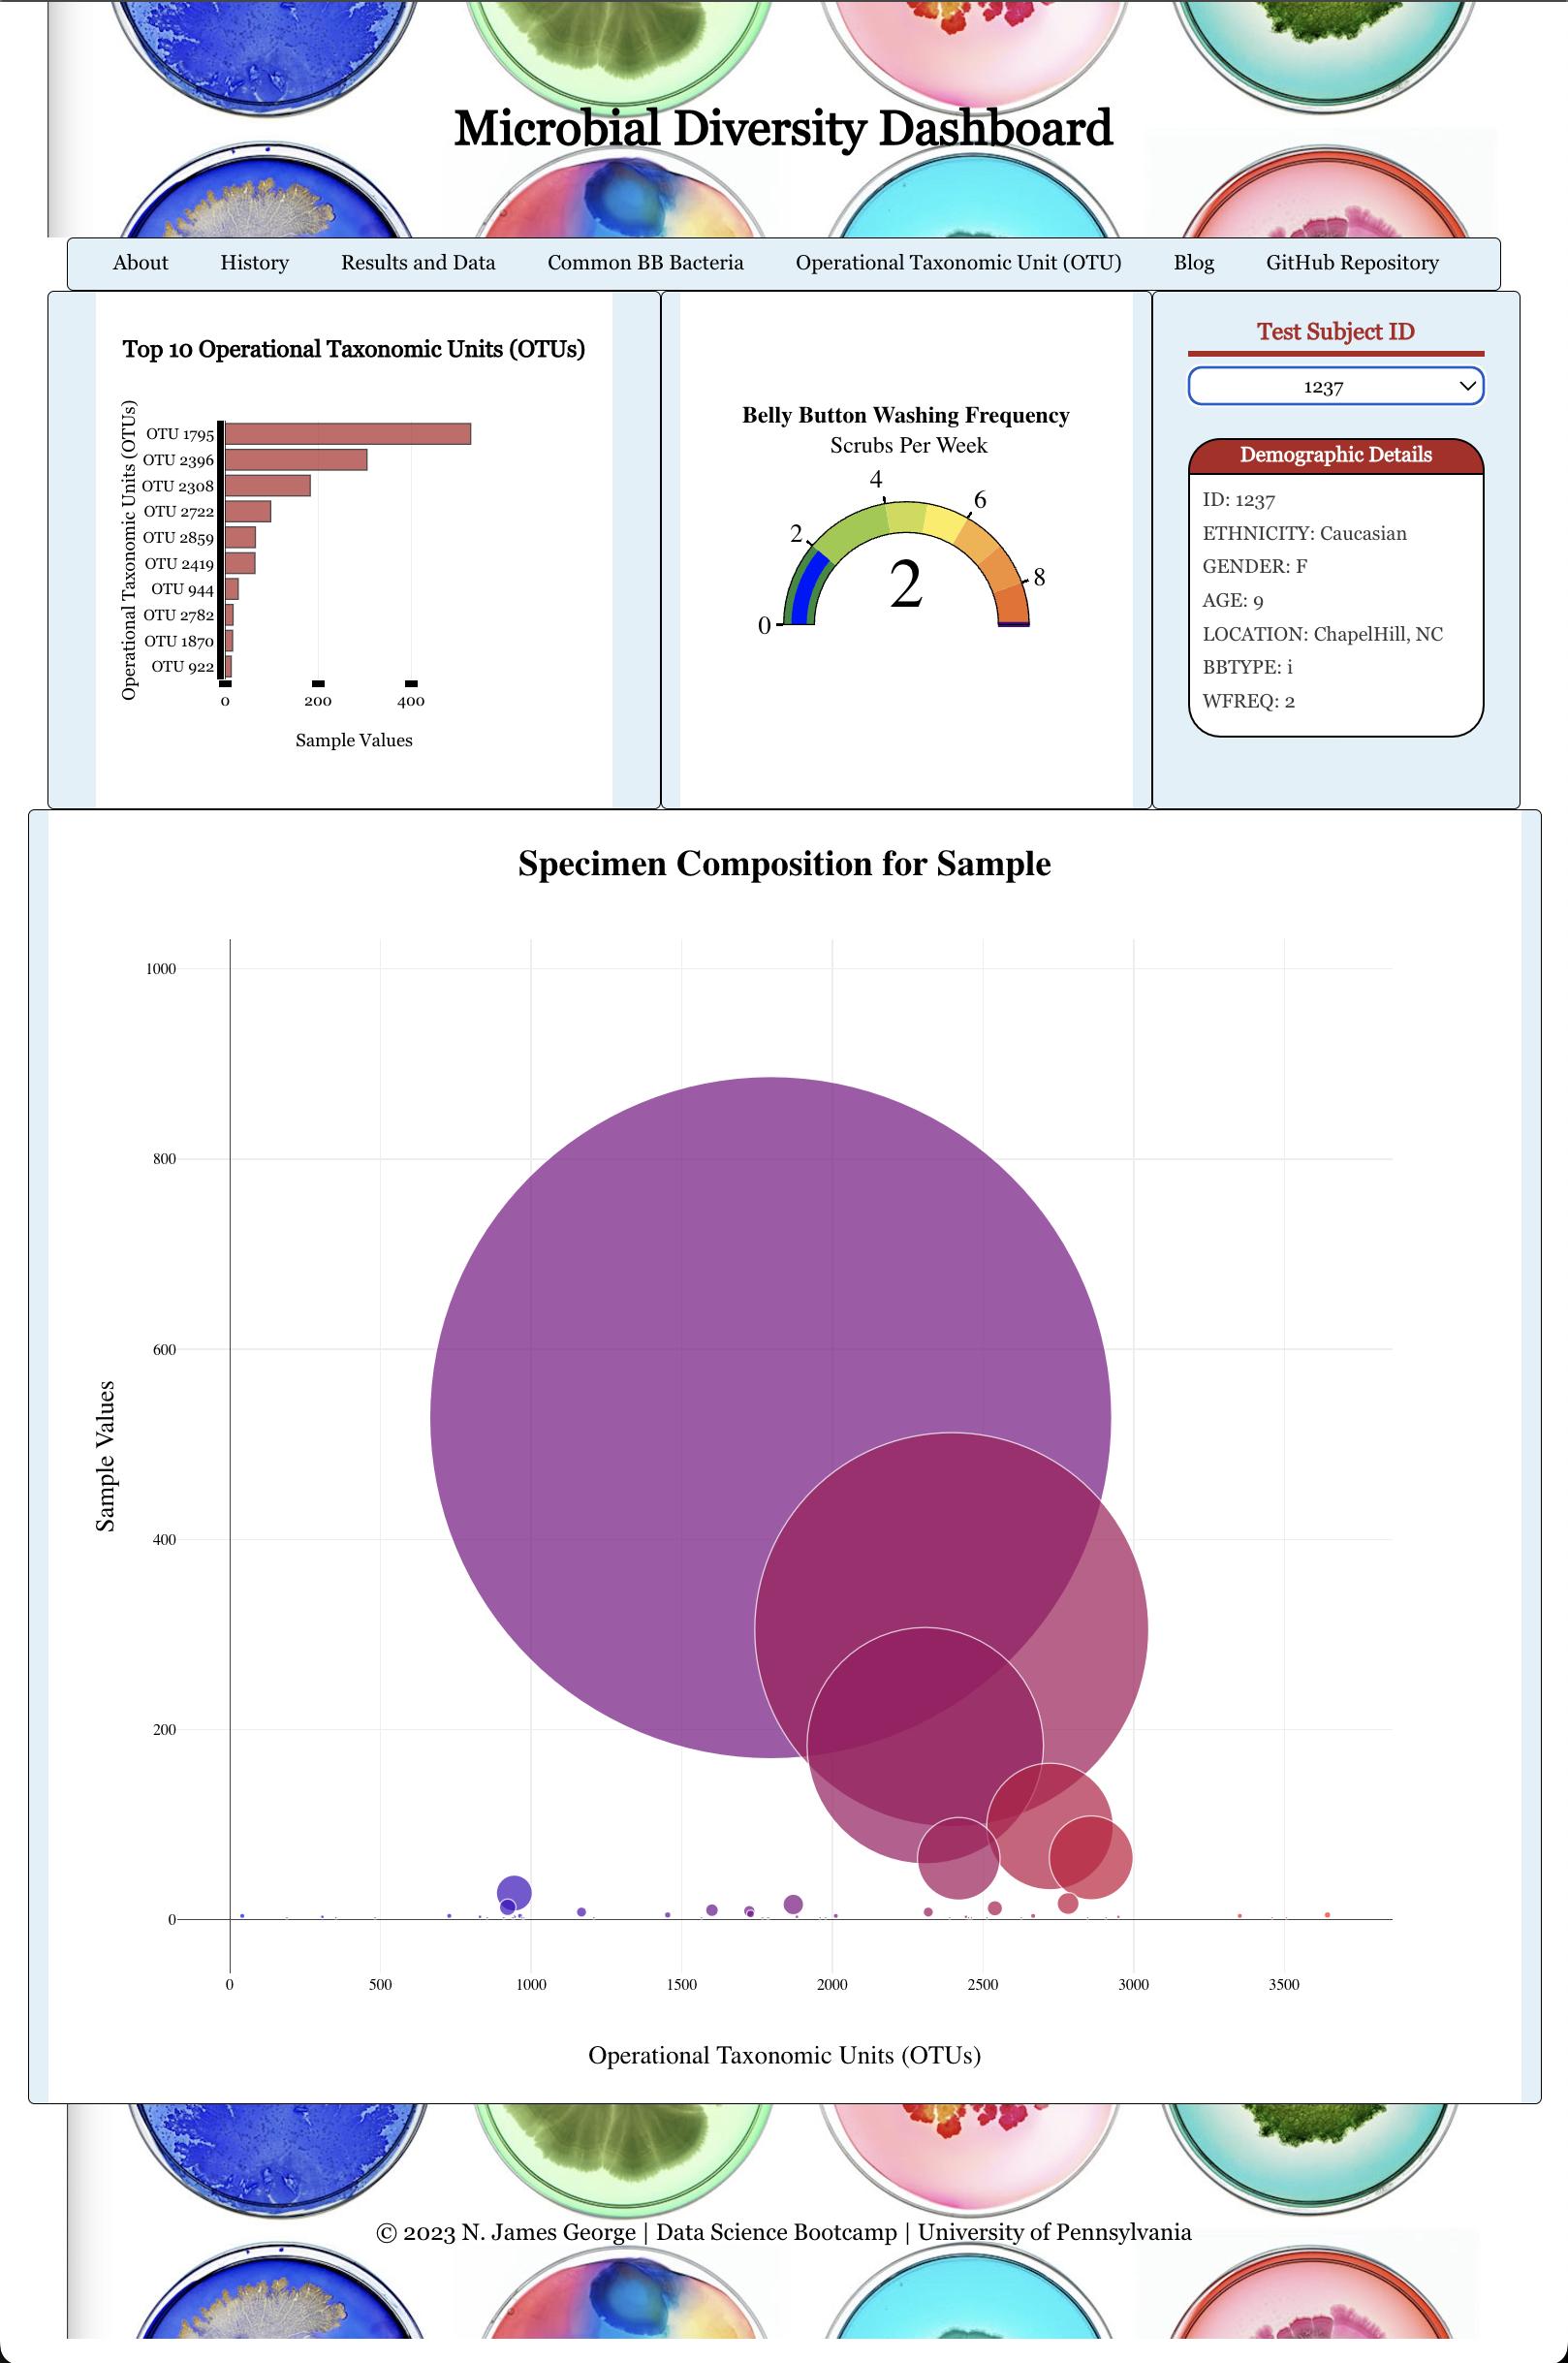 Microbial Diversity Dashboard
About History Results and Data Common BB Bacteria Operational Taxonomic Unit (OTU) Blog GitHub Repository
Top 10 Operational Taxonomic Units (OTUs)
Operational Taxonomic Units (OTUs)
OTU 1795
OTU 2396
OTU 2308
OTU 2722
OTU 2859
OTU 2419
OTU 944
OTU 2782
OTU 1870
OTU 922
0 200 400
Sample Values
Belly Button Washing Frequency
Scrubs Per Week
0
2
4
6
8
2
Test Subject ID
1237
Demographic Details
ID: 1237
ETHNICITY: Caucasian
GENDER: F
AGE: 9
LOCATION: ChapelHill, NC
BBTYPE: i
WFREQ: 2
Specimen Composition for Sample
Sample Values
1000
800
600
400
200
0
0 500 1000 1500 2000 2500 3000 3500
Operational Taxonomic Units (OTUs)
© 2023 N. James George | Data Science Bootcamp | University of Pennsylvania